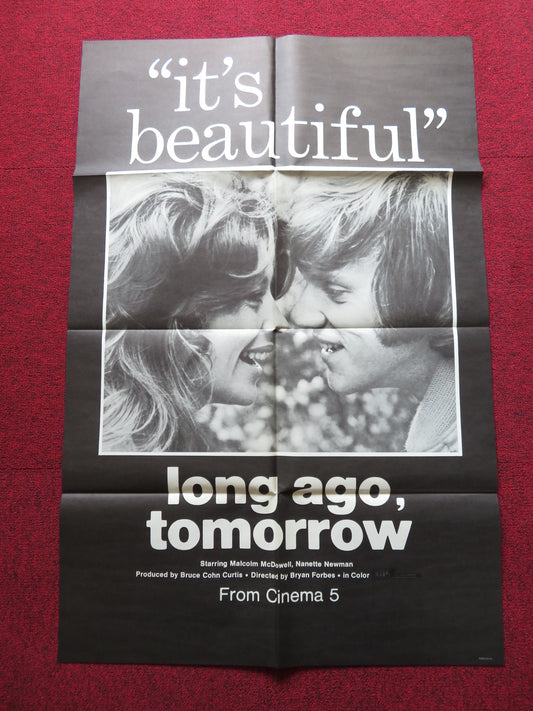 “it's
beautiful”
long ago,
tomorrow
Starring Malcolm McDowell, Nanette Newman
Produced by Bruce Cohn Curtis • Directed by Bryan Forbes • in Color
From Cinema 5